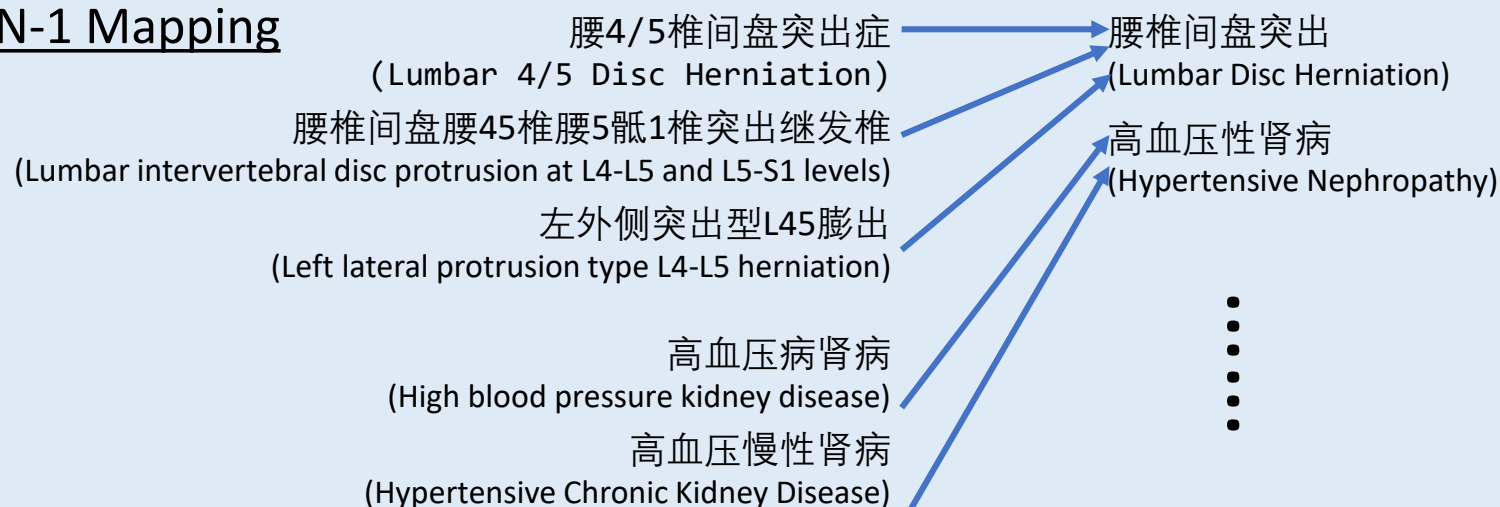 N-1 Mapping
腰4/5椎间盘突出症
(Lumbar 4/5 Disc Herniation)
腰椎间盘腰45椎腰5骶1椎突出继发椎
(Lumbar intervertebral disc protrusion at L4-L5 and L5-S1 levels)
左外侧突出型L45膨出
(Left lateral protrusion type L4-L5 herniation)
高血压病肾病
(High blood pressure kidney disease)
高血压慢性肾病
(Hypertensive Chronic Kidney Disease)
腰椎间盘突出
(Lumbar Disc Herniation)
高血压性肾病
(Hypertensive Nephropathy)